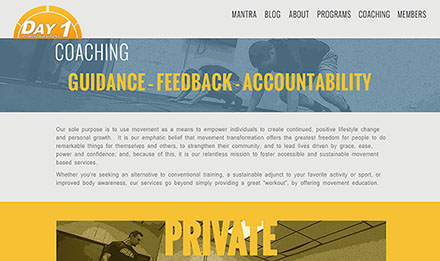 DAY 1
MANTRA BLOG ABOUT PROGRAMS COACHING MEMBERS
COACHING
GUIDANCE - FEEDBACK - ACCOUNTABILITY
Our sole purpose is to use movement as a means to empower individuals to create continued, positive lifestyle change
and personal growth. It is our emphatic belief that movement transformation offers the greatest freedom for people to do
remarkable things for themselves and others, to strengthen their community, and to lead lives driven by grace, ease,
power and confidence; and, because of this, it is our relentless mission to foster accessible and sustainable movement
based services.
Whether you're seeking an alternative to conventional training, a sustainable adjunct to your favorite activity or sport, or
improved body awareness, our services go beyond simply providing a great "workout", by offering movement education.
PRIVATE